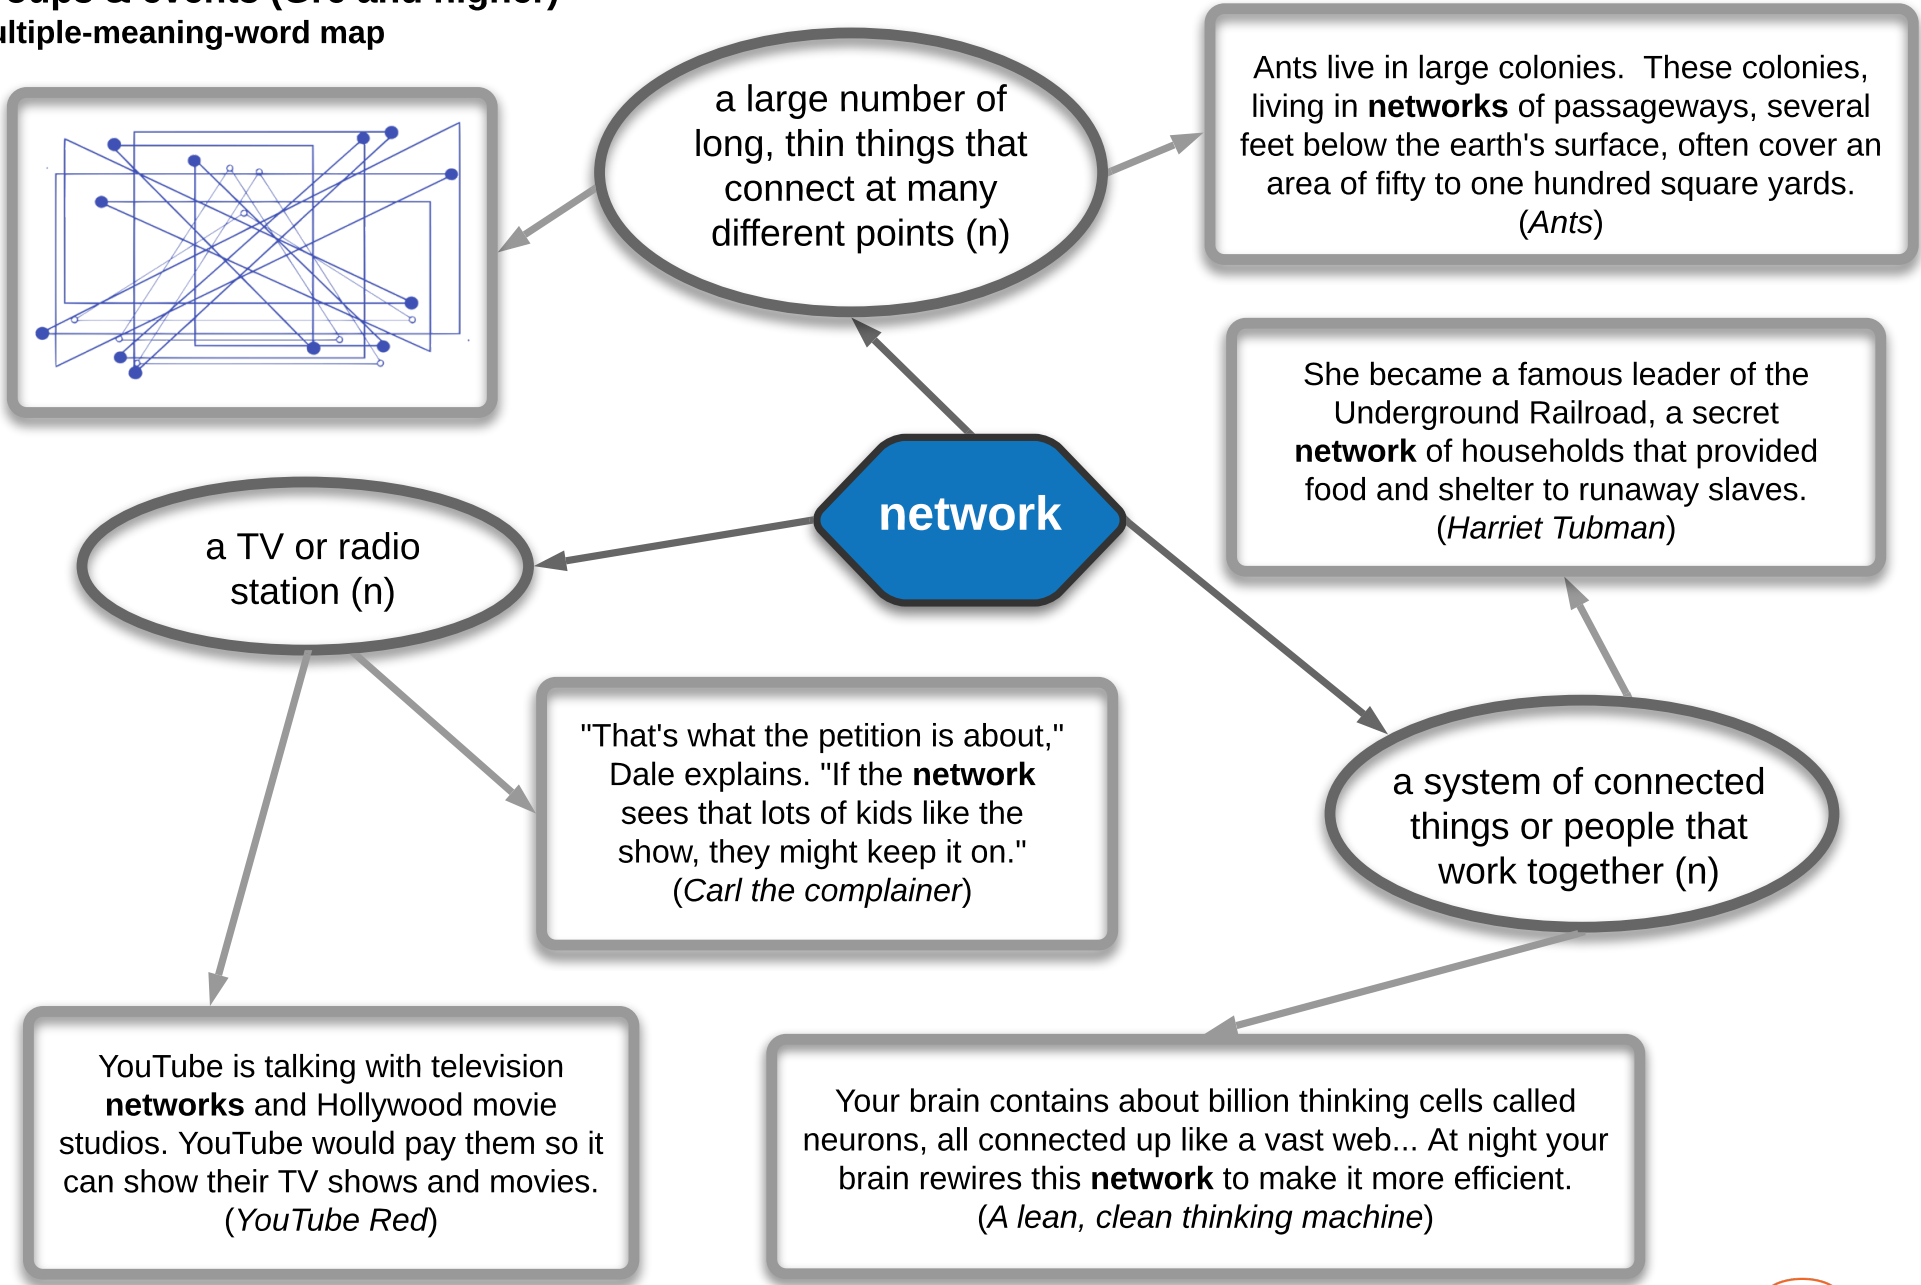 multiple-meaning-word map
a large number of
long, thin things that
connect at many
different points (n)
Ants live in large colonies.  These colonies,
living in networks of passageways, several
feet below the earth's surface, often cover an
area of fifty to one hundred square yards.
(Ants)
She became a famous leader of the
Underground Railroad, a secret
network of households that provided
food and shelter to runaway slaves.
(Harriet Tubman)
network
a TV or radio
station (n)
"That's what the petition is about,"
Dale explains. "If the network
sees that lots of kids like the
show, they might keep it on."
(Carl the complainer)
a system of connected
things or people that
work together (n)
YouTube is talking with television
networks and Hollywood movie
studios. YouTube would pay them so it
can show their TV shows and movies.
(YouTube Red)
Your brain contains about billion thinking cells called
neurons, all connected up like a vast web... At night your
brain rewires this network to make it more efficient.
(A lean, clean thinking machine)